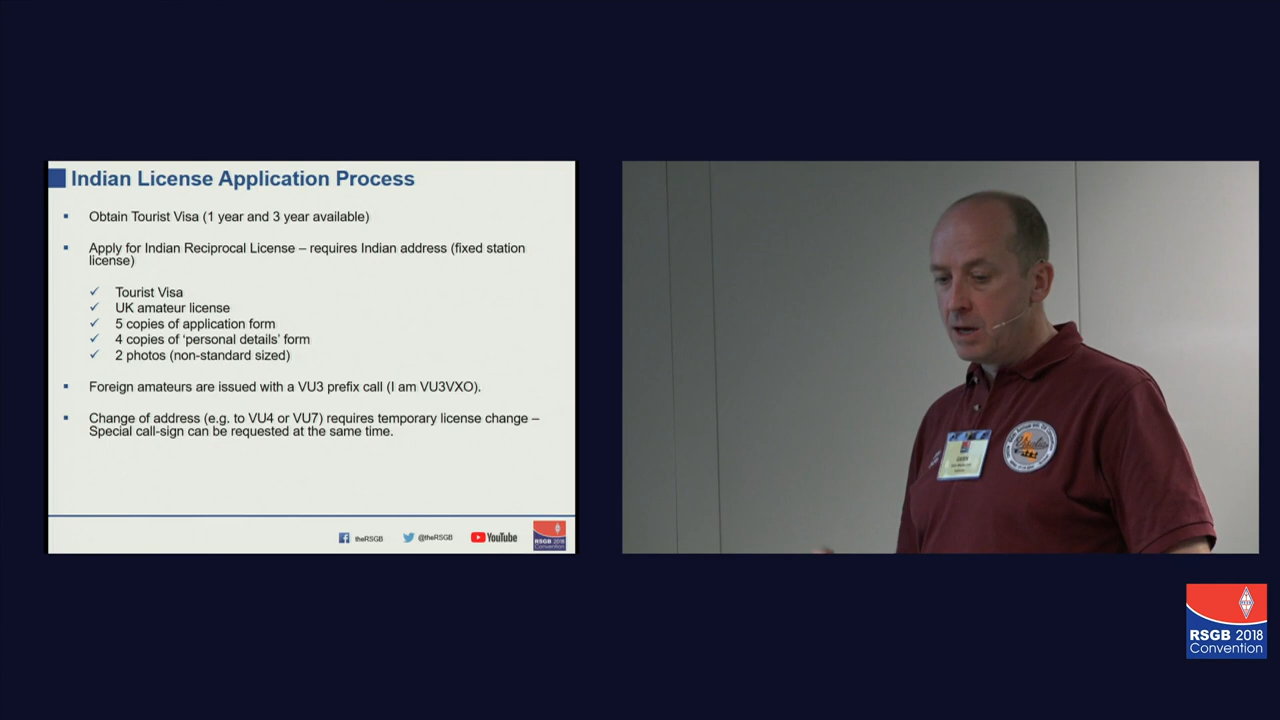 Indian License Application Process
Obtain Tourist Visa (1 year and 3 year available)
Apply for Indian Reciprocal License – requires Indian address (fixed station
license)
Tourist Visa
UK amateur license
5 copies of application form
4 copies of 'personal details' form
2 photos (non-standard sized)
Foreign amateurs are issued with a VU3 prefix call (I am VU3VXO).
Change of address (e.g. to VU4 or VU7) requires temporary license change –
Special call-sign can be requested at the same time.
theRSGB
@theRSGB
YouTube
RSGB 2018
Convention
RSGB 2018
Convention